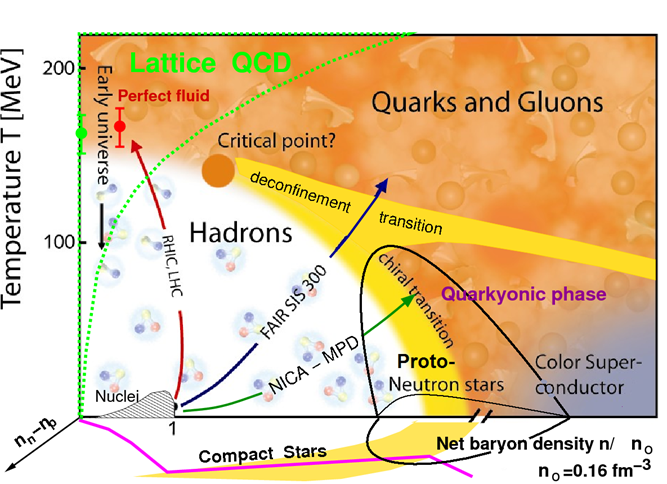 Temperature T [MeV]
200
100
Lattice QCD
Early universe
Perfect fluid
Quarks and Gluons
Critical point?
deconfinement transition
Hadrons
RHIC, LHC
FAIR SIS 300
chiral transition
Quarkyonic phase
NICA – MPD
Proto-
Neutron stars
Color Super-
conductor
Nuclei
nn–np
1
Compact Stars
Net baryon density n/ no
no=0.16 fm–3